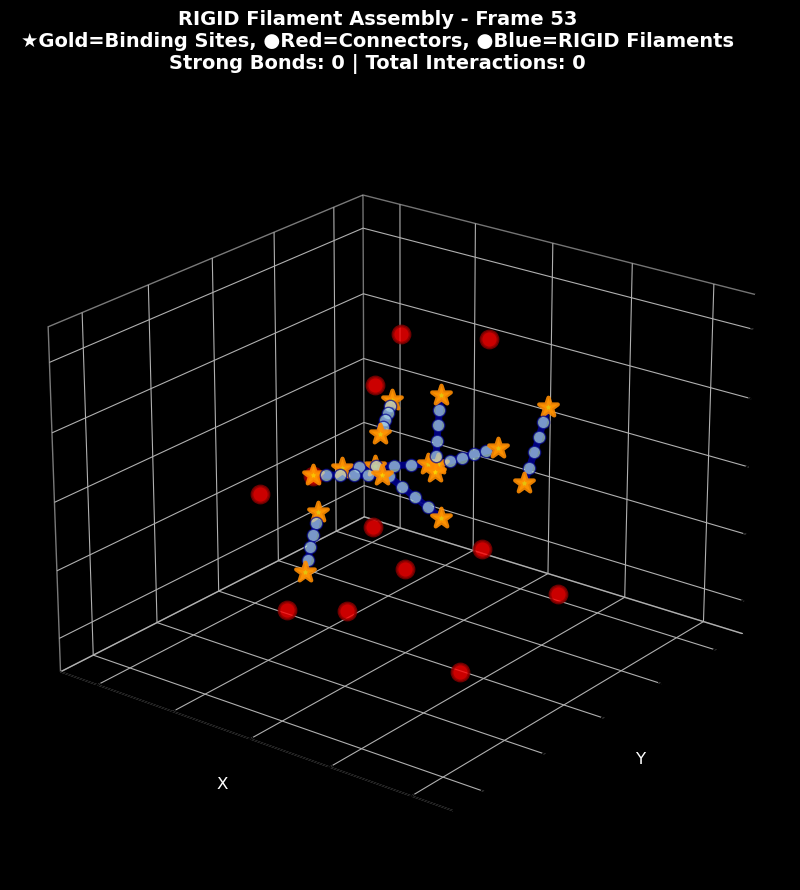 RIGID Filament Assembly - Frame 53
★Gold=Binding Sites, ●Red=Connectors, ●Blue=RIGID Filaments
Strong Bonds: 0 | Total Interactions: 0
Y
X